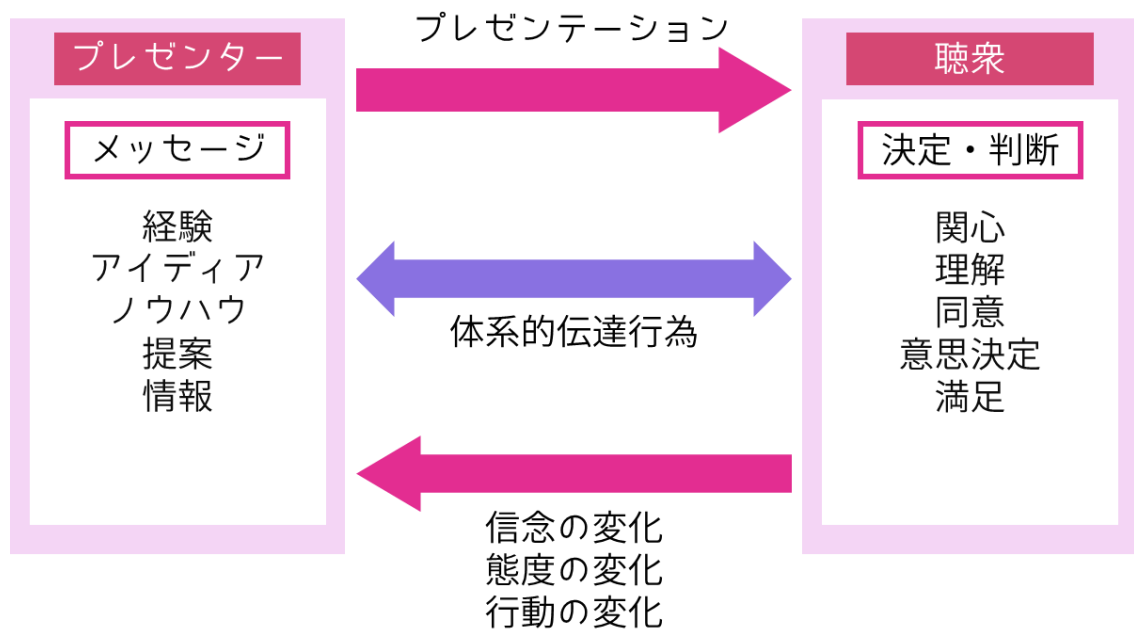 プレゼンテーション
プレゼンター
メッセージ
経験
アイディア
ノウハウ
提案
情報
聴衆
決定・判断
関心
理解
同意
意思決定
満足
体系的伝達行為
信念の変化
態度の変化
行動の変化